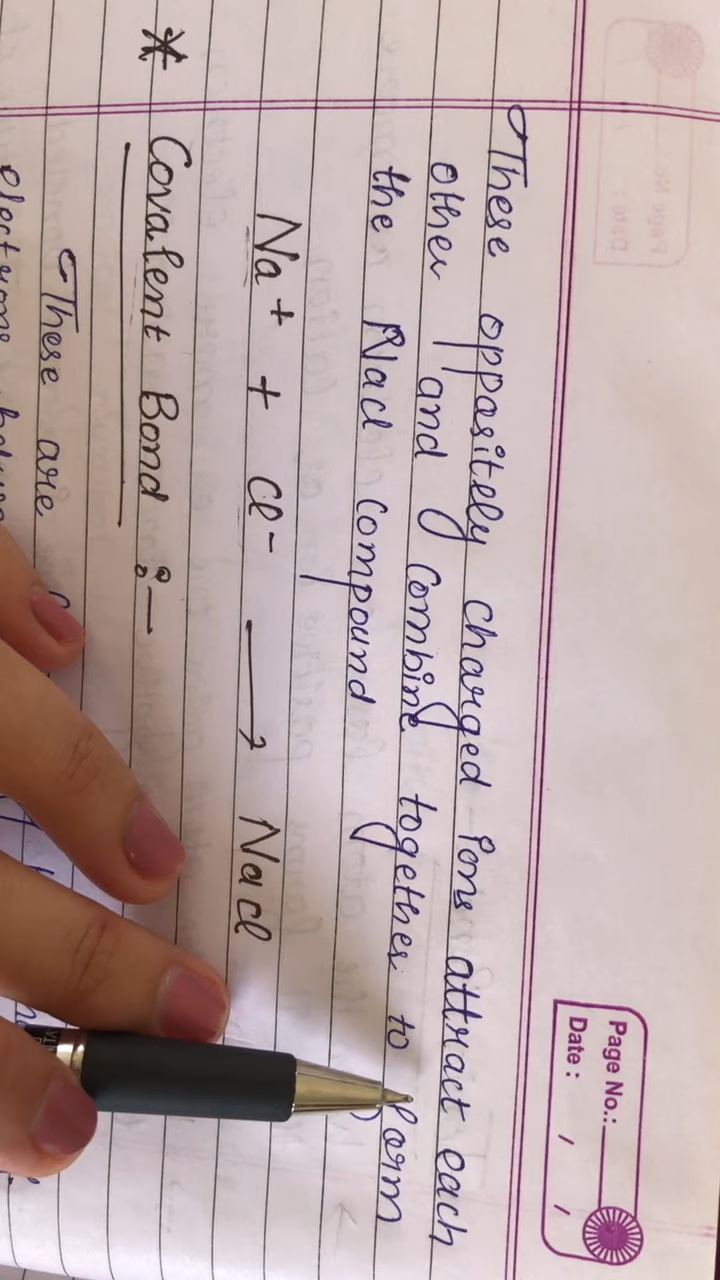 Page No.:
Date: / /
These oppositely charged ions attract each
other and combine together to form
the Nacl compound
Na⁺ + Cl⁻ ⟶ Nacl
* Covalent Bond :-
These are
electrons